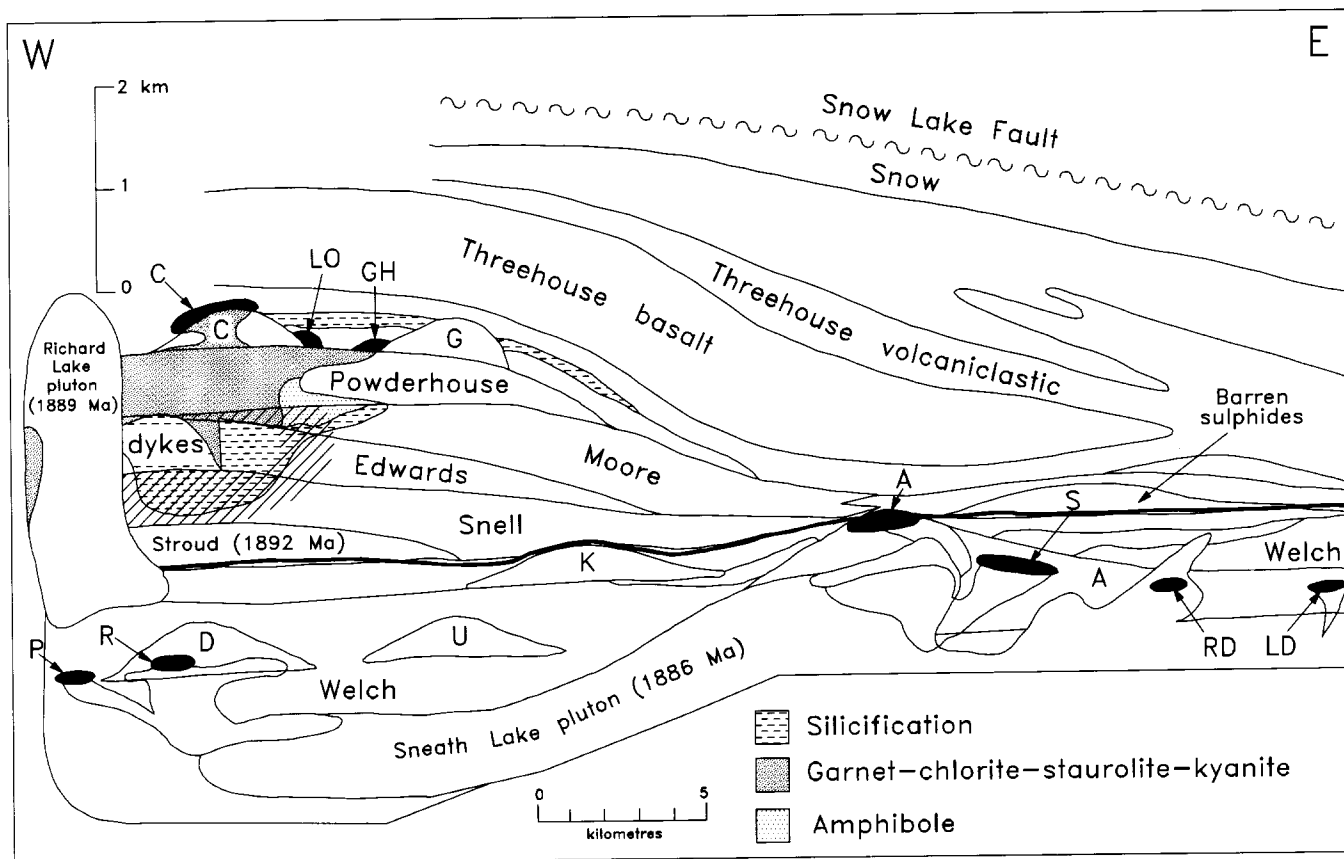 W
E
2 km
1
0
Snow Lake Fault
Snow
Threehouse basalt
Threehouse volcaniclastic
C
LO
GH
C
G
Richard
Lake
pluton
(1889 Ma)
Powderhouse
Barren
sulphides
dykes
Edwards
Moore
A
S
Snell
Stroud (1892 Ma)
K
Welch
A
P
R
D
U
RD
LD
Welch
Sneath Lake pluton (1886 Ma)
Silicification
Garnet-chlorite-staurolite-kyanite
Amphibole
0
5
kilometres